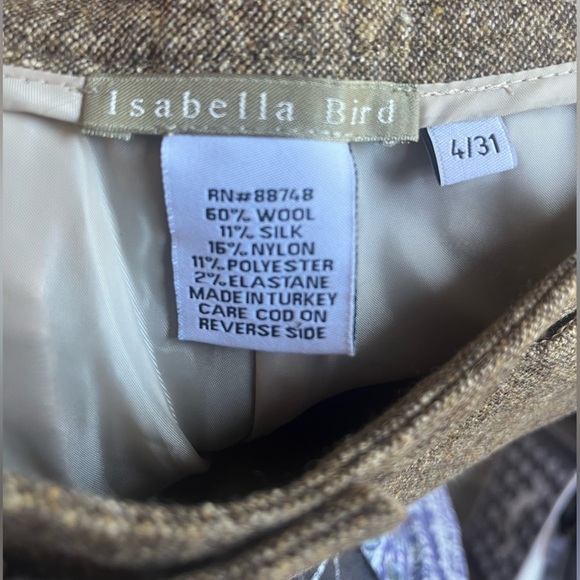 Isabella Bird
4/31
RN#88748
60% WOOL
11% SILK
16% NYLON
11% POLYESTER
2% ELASTANE
MADE IN TURKEY
CARE COD ON
REVERSE SIDE